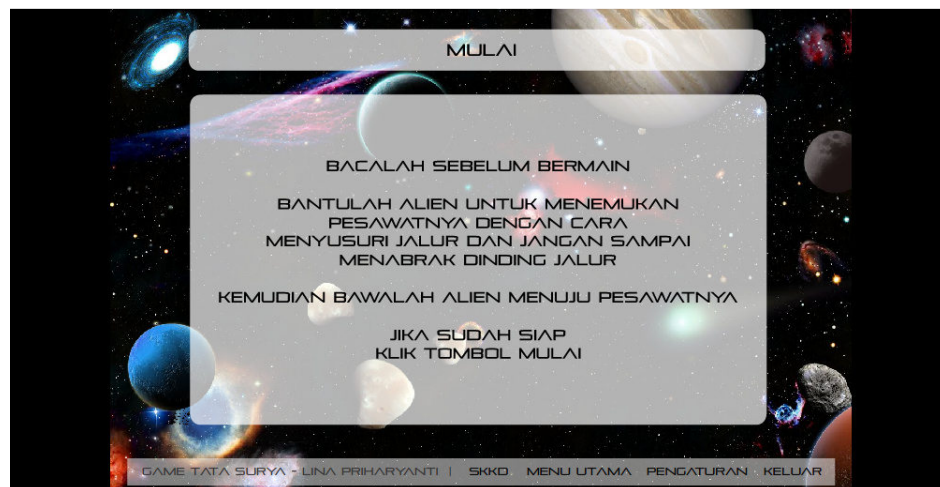 MULAI
BACALAH SEBELUM BERMAIN
BANTULAH ALIEN UNTUK MENEMUKAN
PESAWATNYA DENGAN CARA
MENYUSURI JALUR DAN JANGAN SAMPAI
MENABRAK DINDING JALUR
KEMUDIAN BAWALAH ALIEN MENUJU PESAWATNYA
JIKA SUDAH SIAP
KLIK TOMBOL MULAI
GAME TATA SURYA - LINA PRIHARYANTI | SKKD MENU UTAMA PENGATURAN KELUAR